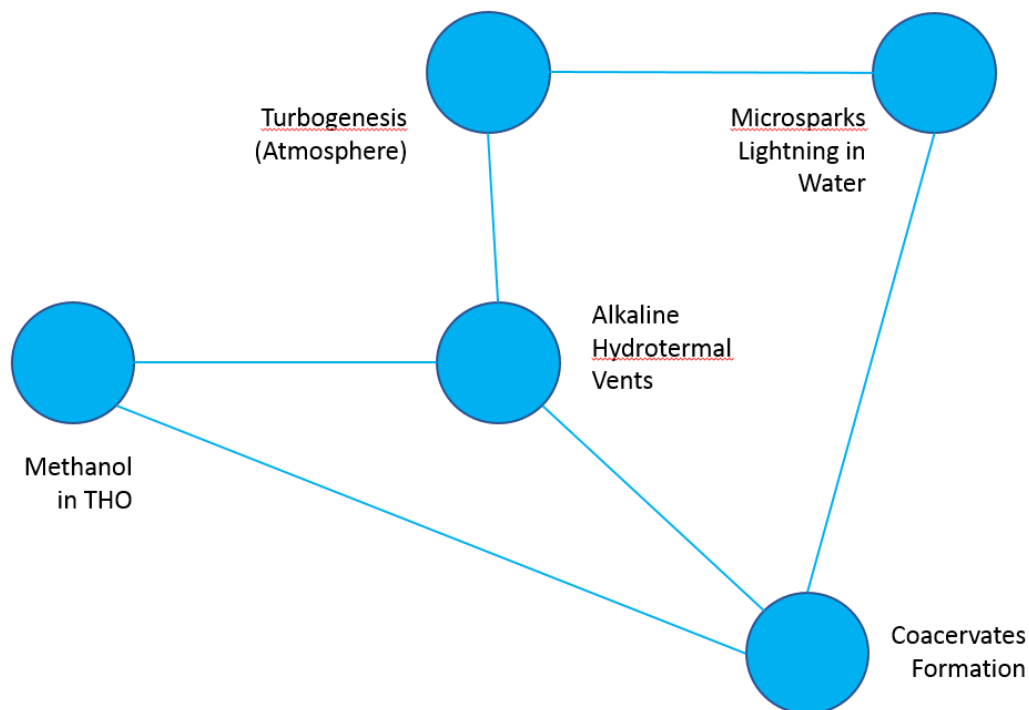 Turbogenesis
(Atmosphere)
Microsparks
Lightning in
Water
Alkaline
Hydrotermal
Vents
Methanol
in THO
Coacervates
Formation